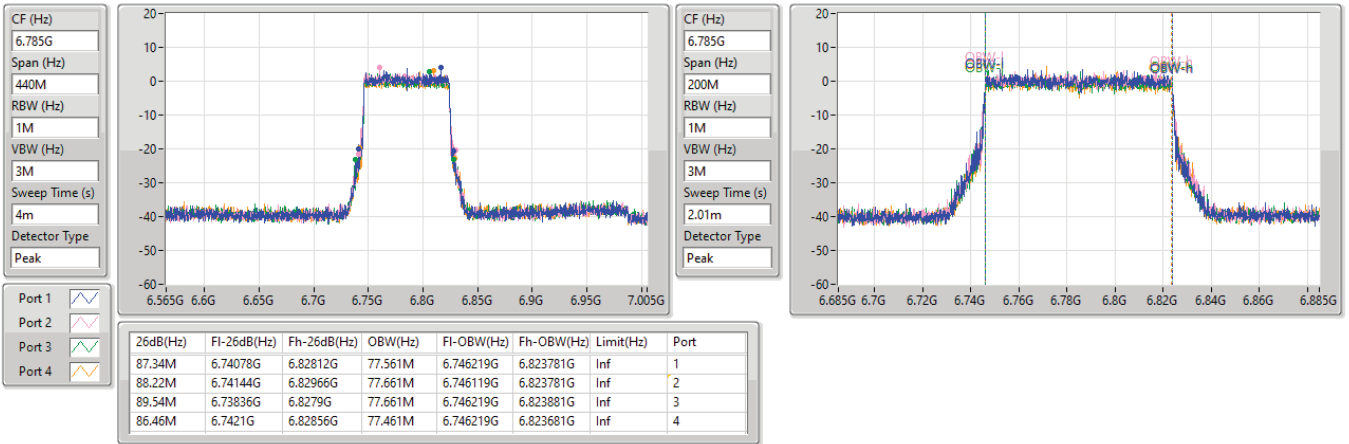 CF (Hz)
6.785G
Span (Hz)
440M
RBW (Hz)
1M
VBW (Hz)
3M
Sweep Time (s)
4m
Detector Type
Peak
Port 1
Port 2
Port 3
Port 4
20
10
0
-10
-20
-30
-40
-50
-60
6.565G 6.6G 6.65G 6.7G 6.75G 6.8G 6.85G 6.9G 6.95G 7.005G
CF (Hz)
6.785G
Span (Hz)
200M
RBW (Hz)
1M
VBW (Hz)
3M
Sweep Time (s)
2.01m
Detector Type
Peak
20
10
0
-10
-20
-30
-40
-50
-60
OBW-l
OBW-h
6.685G 6.7G 6.72G 6.74G 6.76G 6.78G 6.8G 6.82G 6.84G 6.86G 6.885G
26dB(Hz) Fl-26dB(Hz) Fh-26dB(Hz) OBW(Hz) Fl-OBW(Hz) Fh-OBW(Hz) Limit(Hz) Port
87.34M 6.74078G 6.82812G 77.561M 6.746219G 6.823781G Inf 1
88.22M 6.74144G 6.82966G 77.661M 6.746119G 6.823781G Inf 2
89.54M 6.73836G 6.8279G 77.661M 6.746219G 6.823881G Inf 3
86.46M 6.7421G 6.82856G 77.461M 6.746219G 6.823681G Inf 4